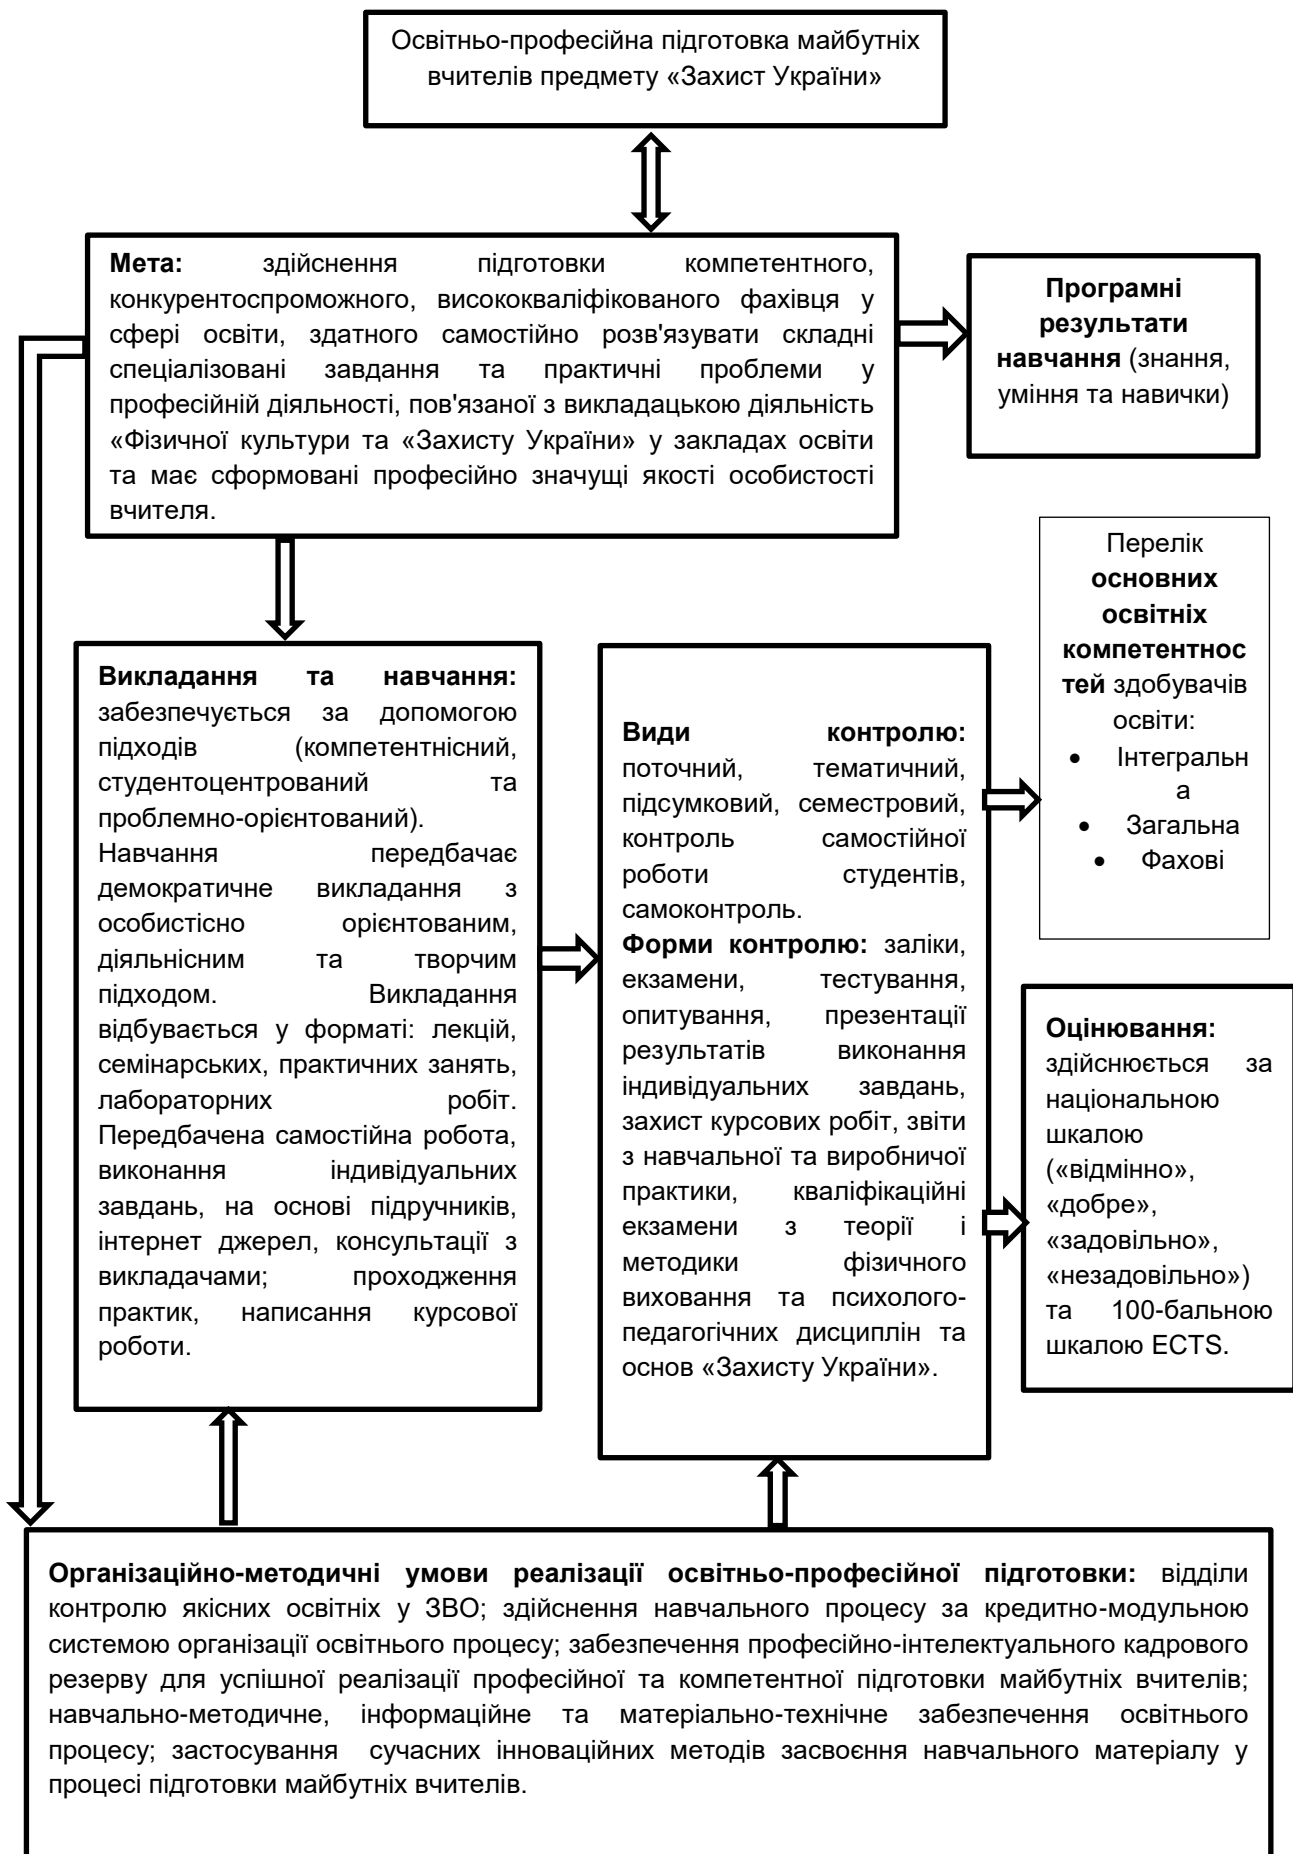 Освітньо-професійна підготовка майбутніх
вчителів предмету «Захист України»
Мета: здійснення підготовки компетентного,
конкурентоспроможного, висококваліфікованого фахівця у
сфері освіти, здатного самостійно розв'язувати складні
спеціалізовані завдання та практичні проблеми у
професійній діяльності, пов'язаної з викладацькою діяльність
«Фізичної культури та «Захисту України» у закладах освіти
та має сформовані професійно значущі якості особистості
вчителя.
Програмні
результати
навчання (знання,
уміння та навички)
Викладання та навчання:
забезпечується за допомогою
підходів (компетентнісний,
студентоцентрований та
проблемно-орієнтований).
Навчання передбачає
демократичне викладання з
особистісно орієнтованим,
діяльнісним та творчим
підходом. Викладання
відбувається у форматі: лекцій,
семінарських, практичних занять,
лабораторних робіт.
Передбачена самостійна робота,
виконання індивідуальних
завдань, на основі підручників,
інтернет джерел, консультації з
викладачами; проходження
практик, написання курсової
роботи.
Види контролю:
поточний, тематичний,
підсумковий, семестровий,
контроль самостійної
роботи студентів,
самоконтроль.
Форми контролю: заліки,
екзамени, тестування,
опитування, презентації
результатів виконання
індивідуальних завдань,
захист курсових робіт, звіти
з навчальної та виробничої
практики, кваліфікаційні
екзамени з теорії і
методики фізичного
виховання та психолого-
педагогічних дисциплін та
основ «Захисту України».
Перелік
основних
освітніх
компетентнос
тей здобувачів
освіти:
• Інтегральн
а
• Загальна
• Фахові
Оцінювання:
здійснюється за
національною
шкалою
(«відмінно»,
«добре»,
«задовільно»,
«незадовільно»)
та 100-бальною
шкалою ECTS.
Організаційно-методичні умови реалізації освітньо-професійної підготовки: відділи
контролю якісних освітніх у ЗВО; здійснення навчального процесу за кредитно-модульною
системою організації освітнього процесу; забезпечення професійно-інтелектуального кадрового
резерву для успішної реалізації професійної та компетентної підготовки майбутніх вчителів;
навчально-методичне, інформаційне та матеріально-технічне забезпечення освітнього
процесу; застосування сучасних інноваційних методів засвоєння навчального матеріалу у
процесі підготовки майбутніх вчителів.